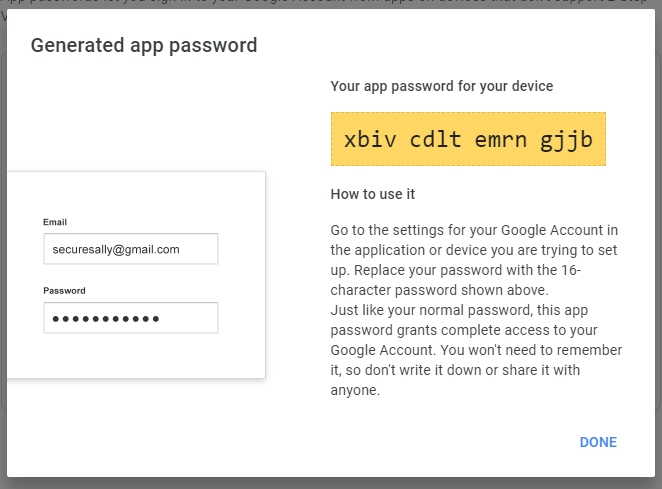 Generated app password
Your app password for your device
xbiv cdlt emrn gjjb
How to use it
Email
securesally@gmail.com
Password
Go to the settings for your Google Account in
the application or device you are trying to set
up. Replace your password with the 16-
character password shown above.
Just like your normal password, this app
password grants complete access to your
Google Account. You won't need to remember
it, so don't write it down or share it with
anyone.
DONE